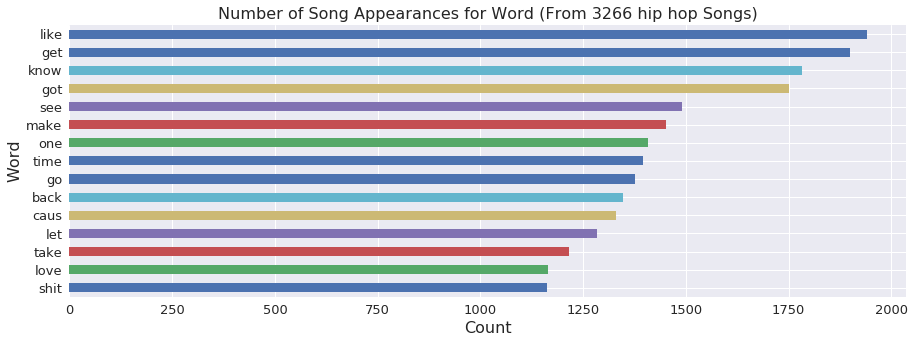 Number of Song Appearances for Word (From 3266 hip hop Songs)
like
get
know
got
see
make
one
time
go
back
caus
let
take
love
shit
Word
0 250 500 750 1000 1250 1500 1750 2000
Count